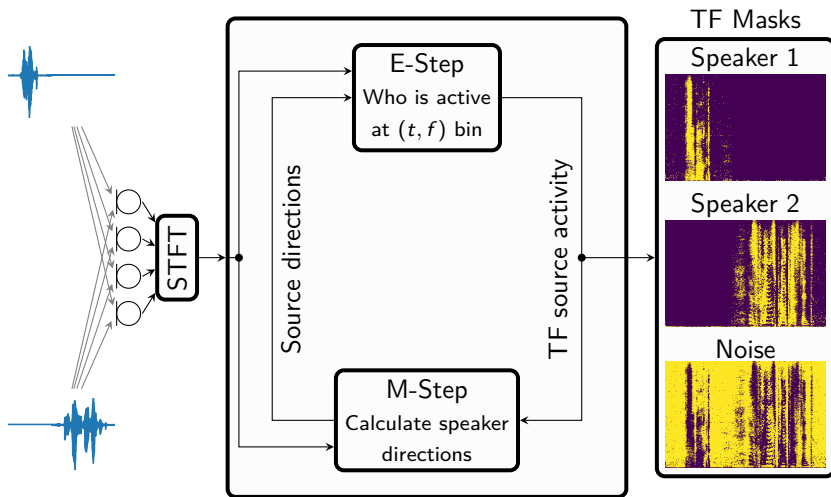 TF Masks
E-Step
Who is active
at (t, f) bin
Speaker 1
STFT
Source directions
TF source activity
Speaker 2
M-Step
Calculate speaker
directions
Noise